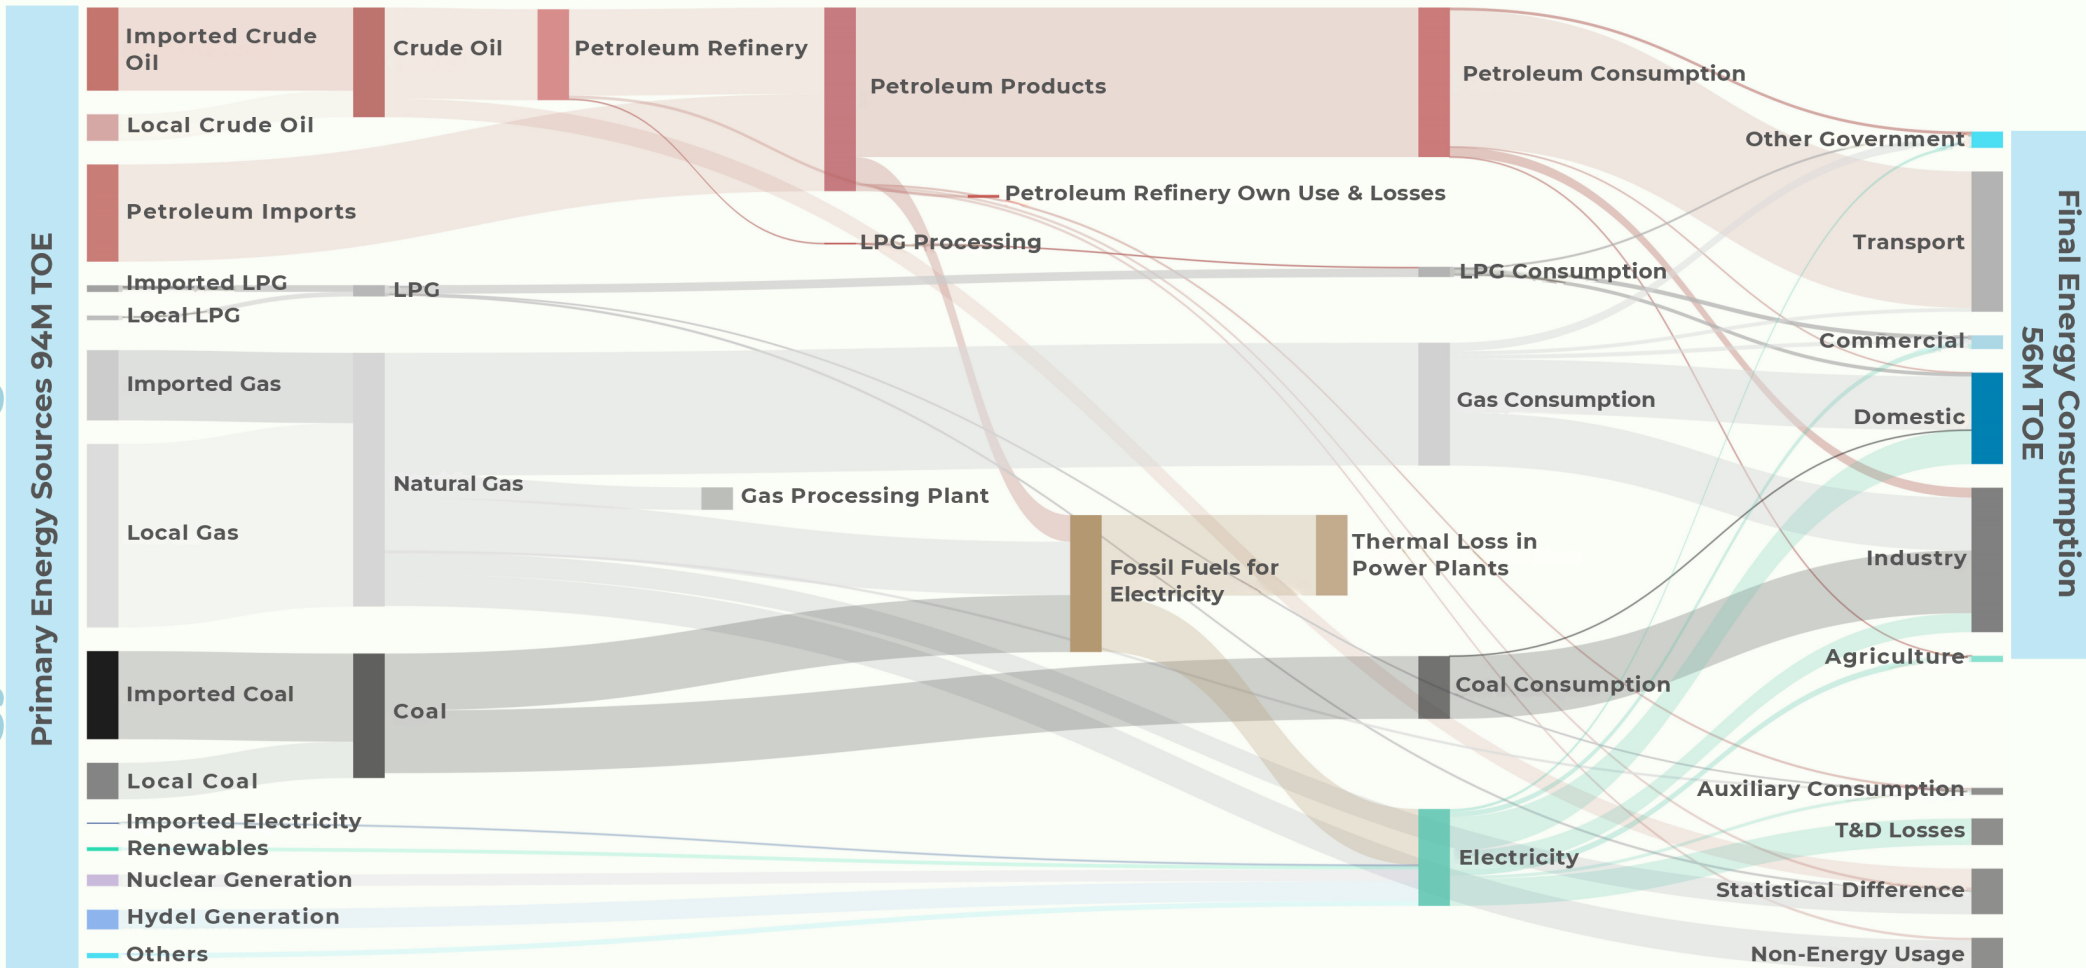 Primary Energy Sources 94M TOE
Imported Crude
Oil
Local Crude Oil
Petroleum Imports
Imported LPG
Local LPG
Imported Gas
Local Gas
Imported Coal
Local Coal
Imported Electricity
Renewables
Nuclear Generation
Hydel Generation
Others
Crude Oil
LPG
Natural Gas
Coal
Petroleum Refinery
Gas Processing Plant
Petroleum Products
Petroleum Refinery Own Use & Losses
LPG Processing
Fossil Fuels for
Electricity
Thermal Loss in
Power Plants
Petroleum Consumption
LPG Consumption
Gas Consumption
Coal Consumption
Electricity
Other Government
Transport
Commercial
Domestic
Industry
Agriculture
Auxiliary Consumption
T&D Losses
Statistical Difference
Non-Energy Usage
Final Energy Consumption
56M TOE